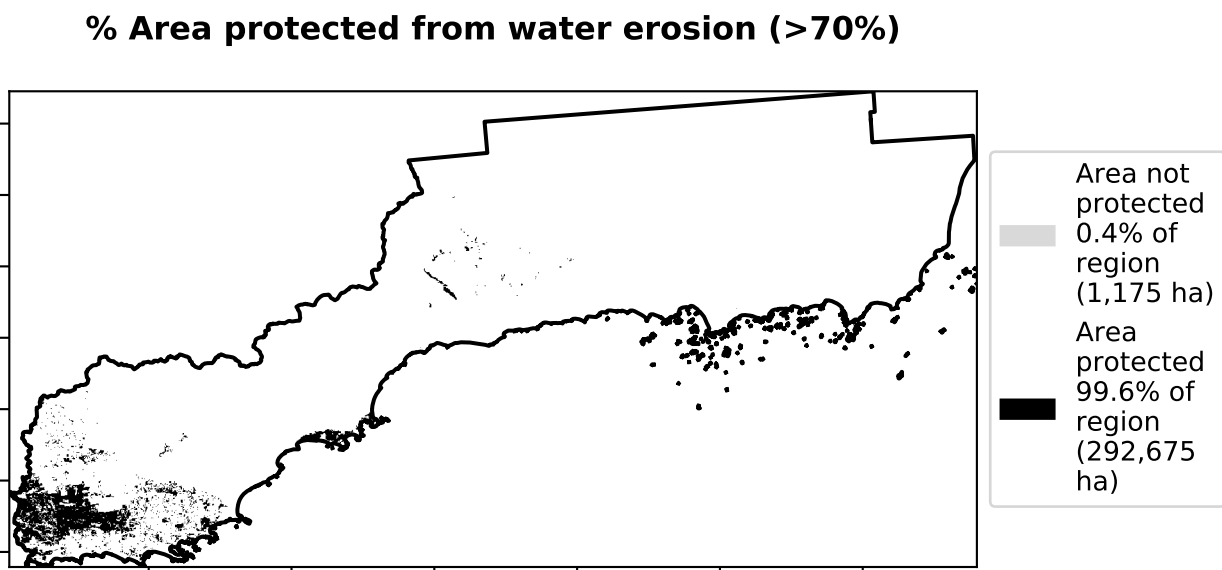 % Area protected from water erosion (>70%)
Area not
protected
0.4% of
region
(1,175 ha)
Area
protected
99.6% of
region
(292,675
ha)